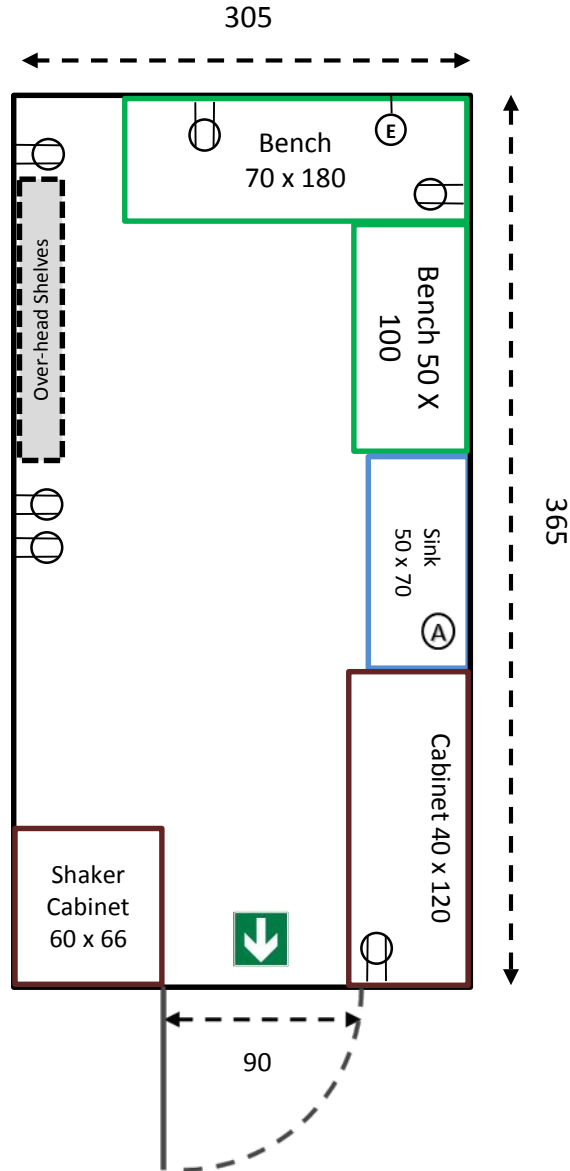 305
E
Bench
70 x 180
Over-head Shelves
Bench 50 X
100
365
Sink
50 x 70
A
Cabinet 40 x 120
Shaker
Cabinet
60 x 66
90